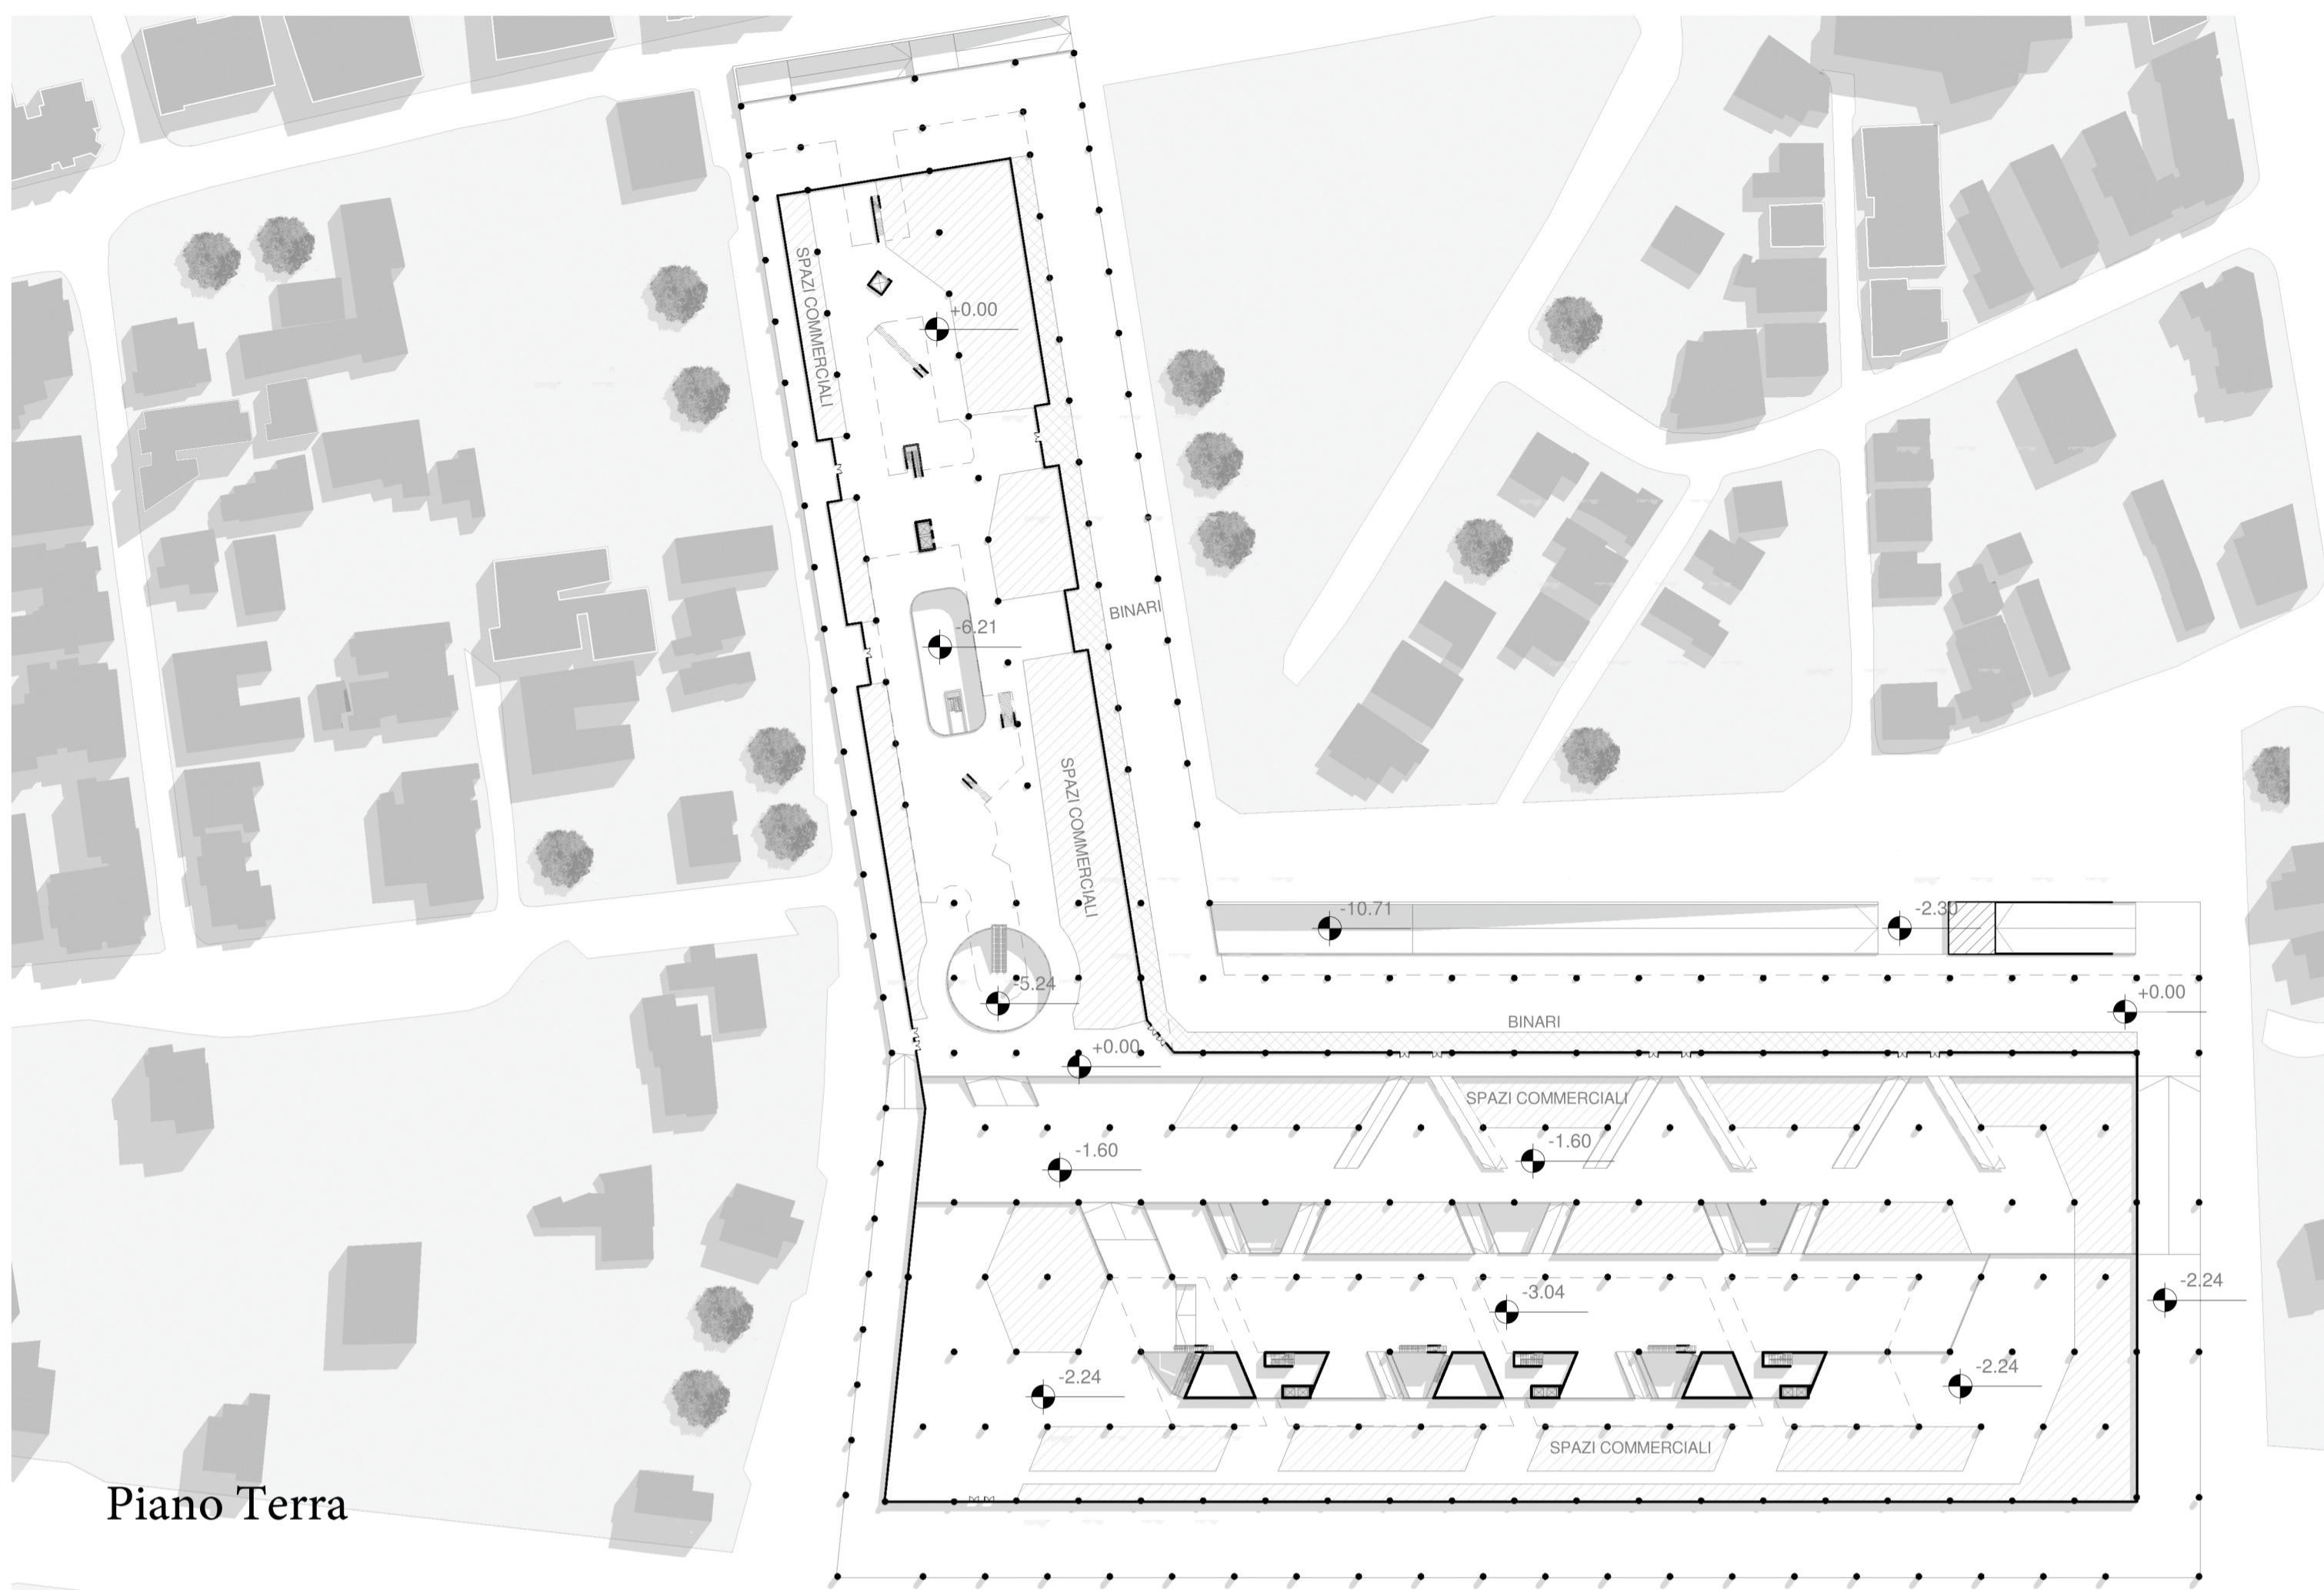 SPAZI COMMERCIALI
+0.00
BINARI
-6.21
SPAZI COMMERCIALI
-10.71
-2.30
-5.24
+0.00
BINARI
+0.00
SPAZI COMMERCIALI
-1.60
-1.60
-2.24
-3.04
-2.24
-2.24
SPAZI COMMERCIALI
Piano Terra